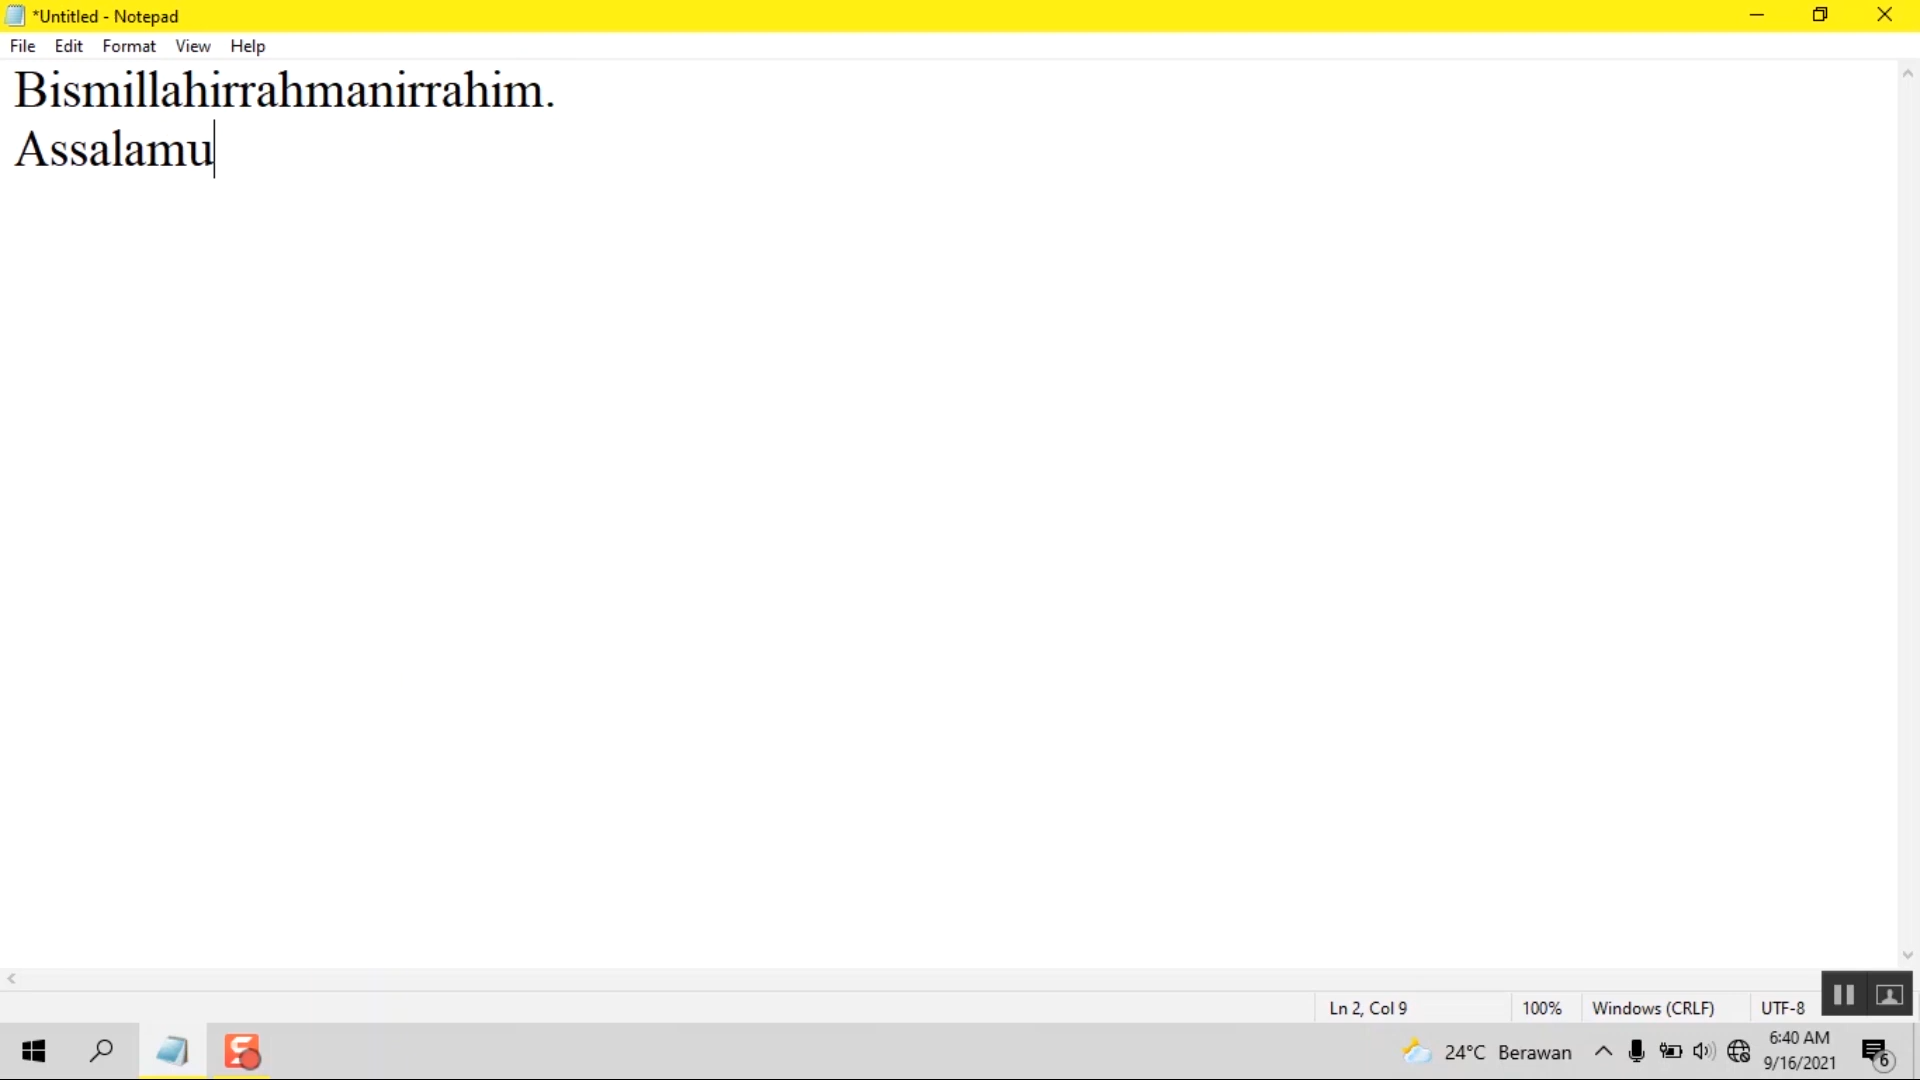 *Untitled - Notepad
File Edit Format View Help
Bismillahirrahmanirrahim.
Assalamu
Ln 2, Col 9 100% Windows (CRLF) UTF-8
24°C Berawan 6:40 AM
9/16/2021 6